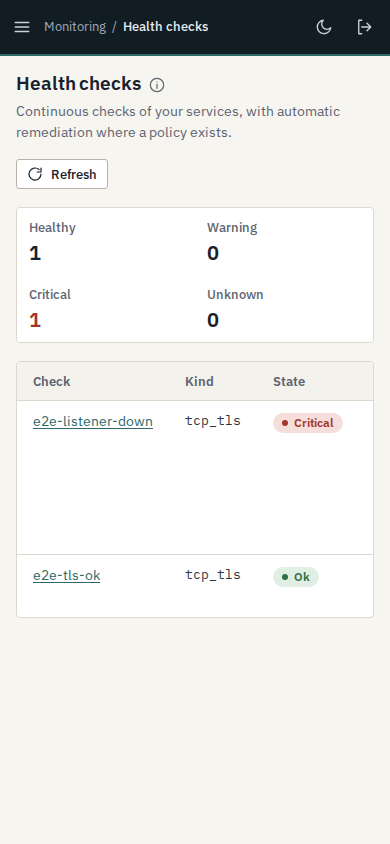 Monitoring / Health checks
Health checks
Continuous checks of your services, with automatic
remediation where a policy exists.
Refresh
Healthy Warning
1 0
Critical Unknown
1 0
Check Kind State
e2e-listener-down tcp_tls Critical
e2e-tls-ok tcp_tls Ok